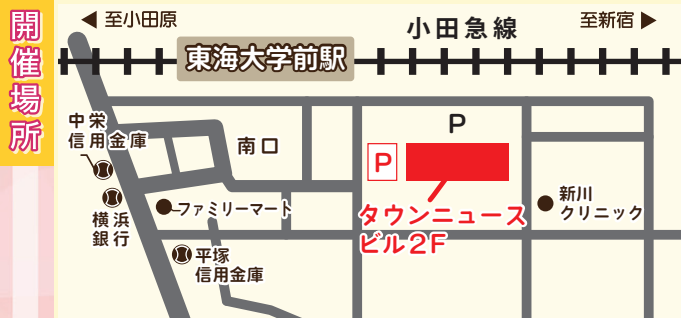 開催場所
◀ 至小田原
小田急線
至新宿 ▶
東海大学前駅
中栄
信用金庫
南口
P
P
新川
クリニック
ファミリーマート
タウンニュース
ビル2F
横浜
銀行
平塚
信用金庫